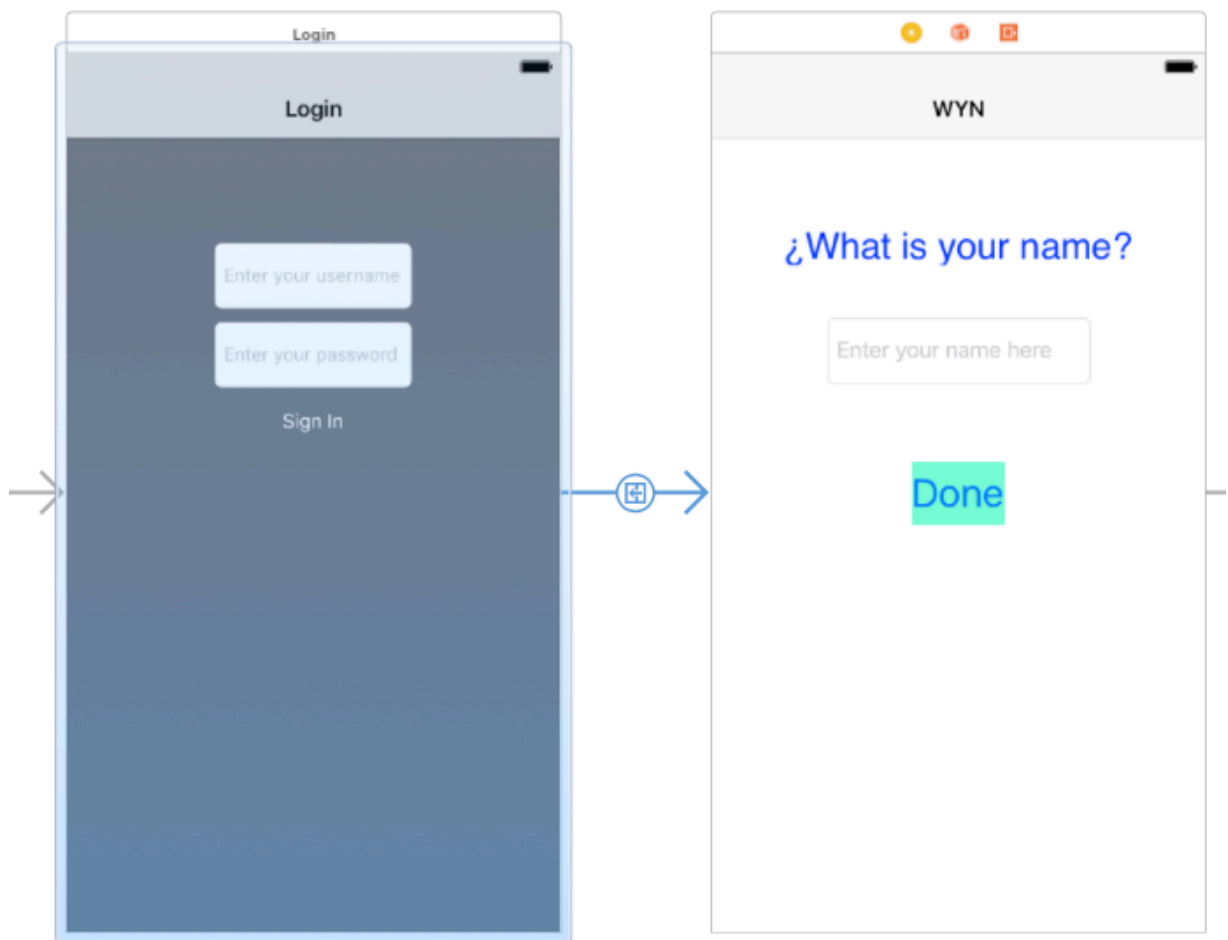 Login
Login
Enter your username
Enter your password
Sign In
WYN
¿What is your name?
Enter your name here
Done